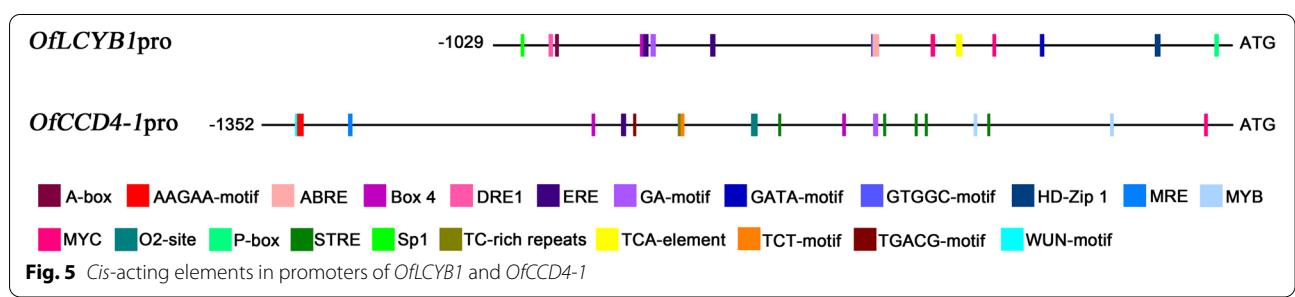 OfLCYB1pro -1029 ATG
OfCCD4-1pro -1352 ATG
A-box AAGAA-motif ABRE Box 4 DRE1 ERE GA-motif GATA-motif GTGGC-motif HD-Zip 1 MRE MYB
MYC O2-site P-box STRE Sp1 TC-rich repeats TCA-element TCT-motif TGACG-motif WUN-motif
Fig. 5 Cis-acting elements in promoters of OfLCYB1 and OfCCD4-1